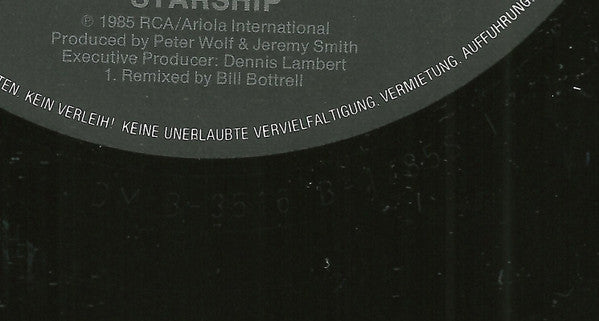 STARSHIP
℗ 1985 RCA/Ariola International
Produced by Peter Wolf & Jeremy Smith
Executive Producer: Dennis Lambert
1. Remixed by Bill Bottrell
KEIN VERLEIH! KEINE UNERLAUBTE VERVIELFÄLTIGUNG. VERMIETUNG. AUFFÜHRUNG.